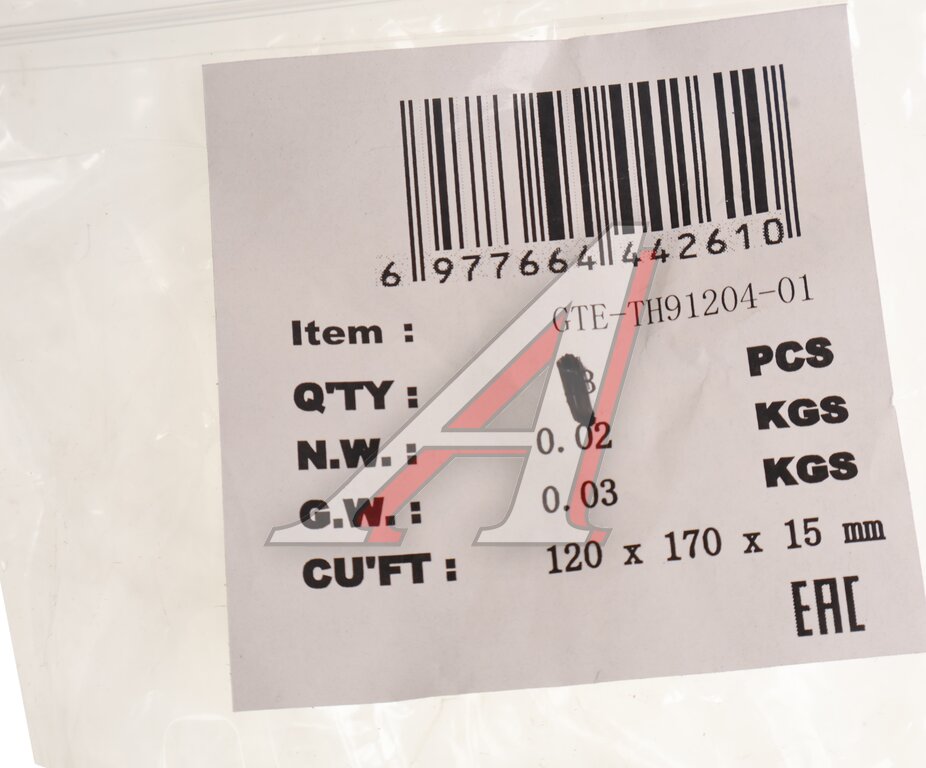 6 977664 442610
Item : GTE-TH91204-01
Q'TY : PCS
N.W. : 0.02 KGS
G.W. : 0.03 KGS
CU'FT : 120 x 170 x 15 mm
EAC